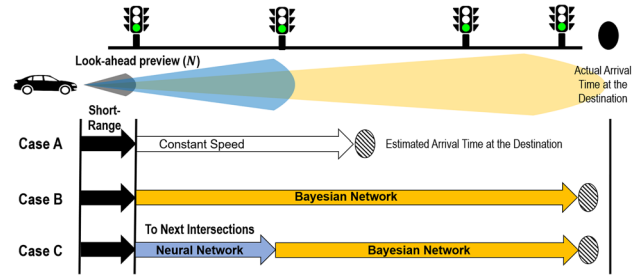 Look-ahead preview (N)
Actual Arrival
Time at the
Destination
Short-
Range
Case A
Constant Speed
Estimated Arrival Time at the Destination
Case B
Bayesian Network
To Next Intersections
Case C
Neural Network
Bayesian Network